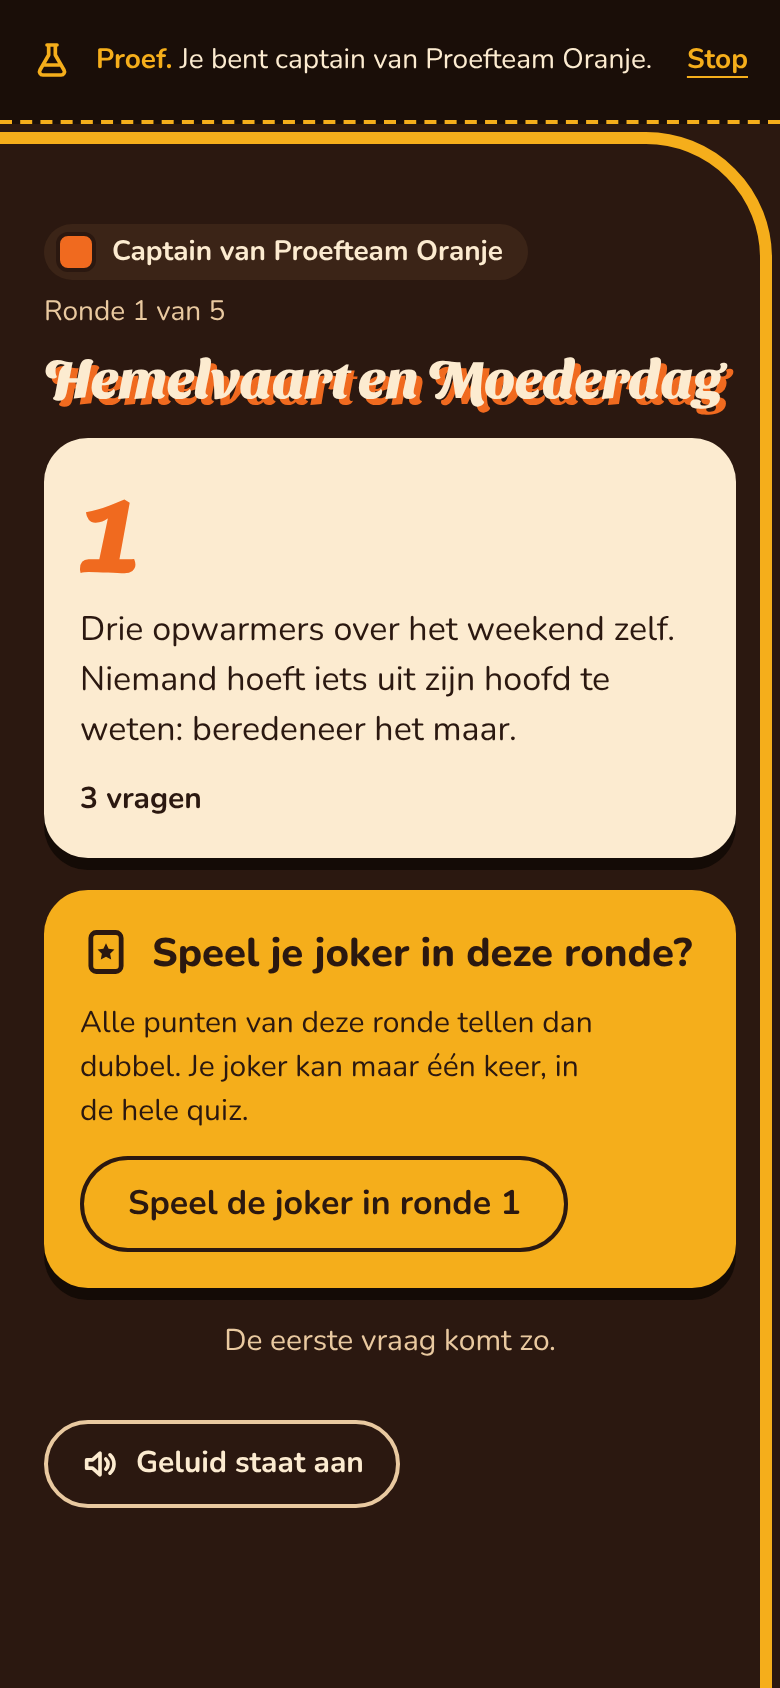 Proef. Je bent captain van Proefteam Oranje. Stop
Captain van Proefteam Oranje
Ronde 1 van 5
Hemelvaart en Moederdag
1
Drie opwarmers over het weekend zelf.
Niemand hoeft iets uit zijn hoofd te
weten: beredeneer het maar.
3 vragen
Speel je joker in deze ronde?
Alle punten van deze ronde tellen dan
dubbel. Je joker kan maar één keer, in
de hele quiz.
Speel de joker in ronde 1
De eerste vraag komt zo.
Geluid staat aan